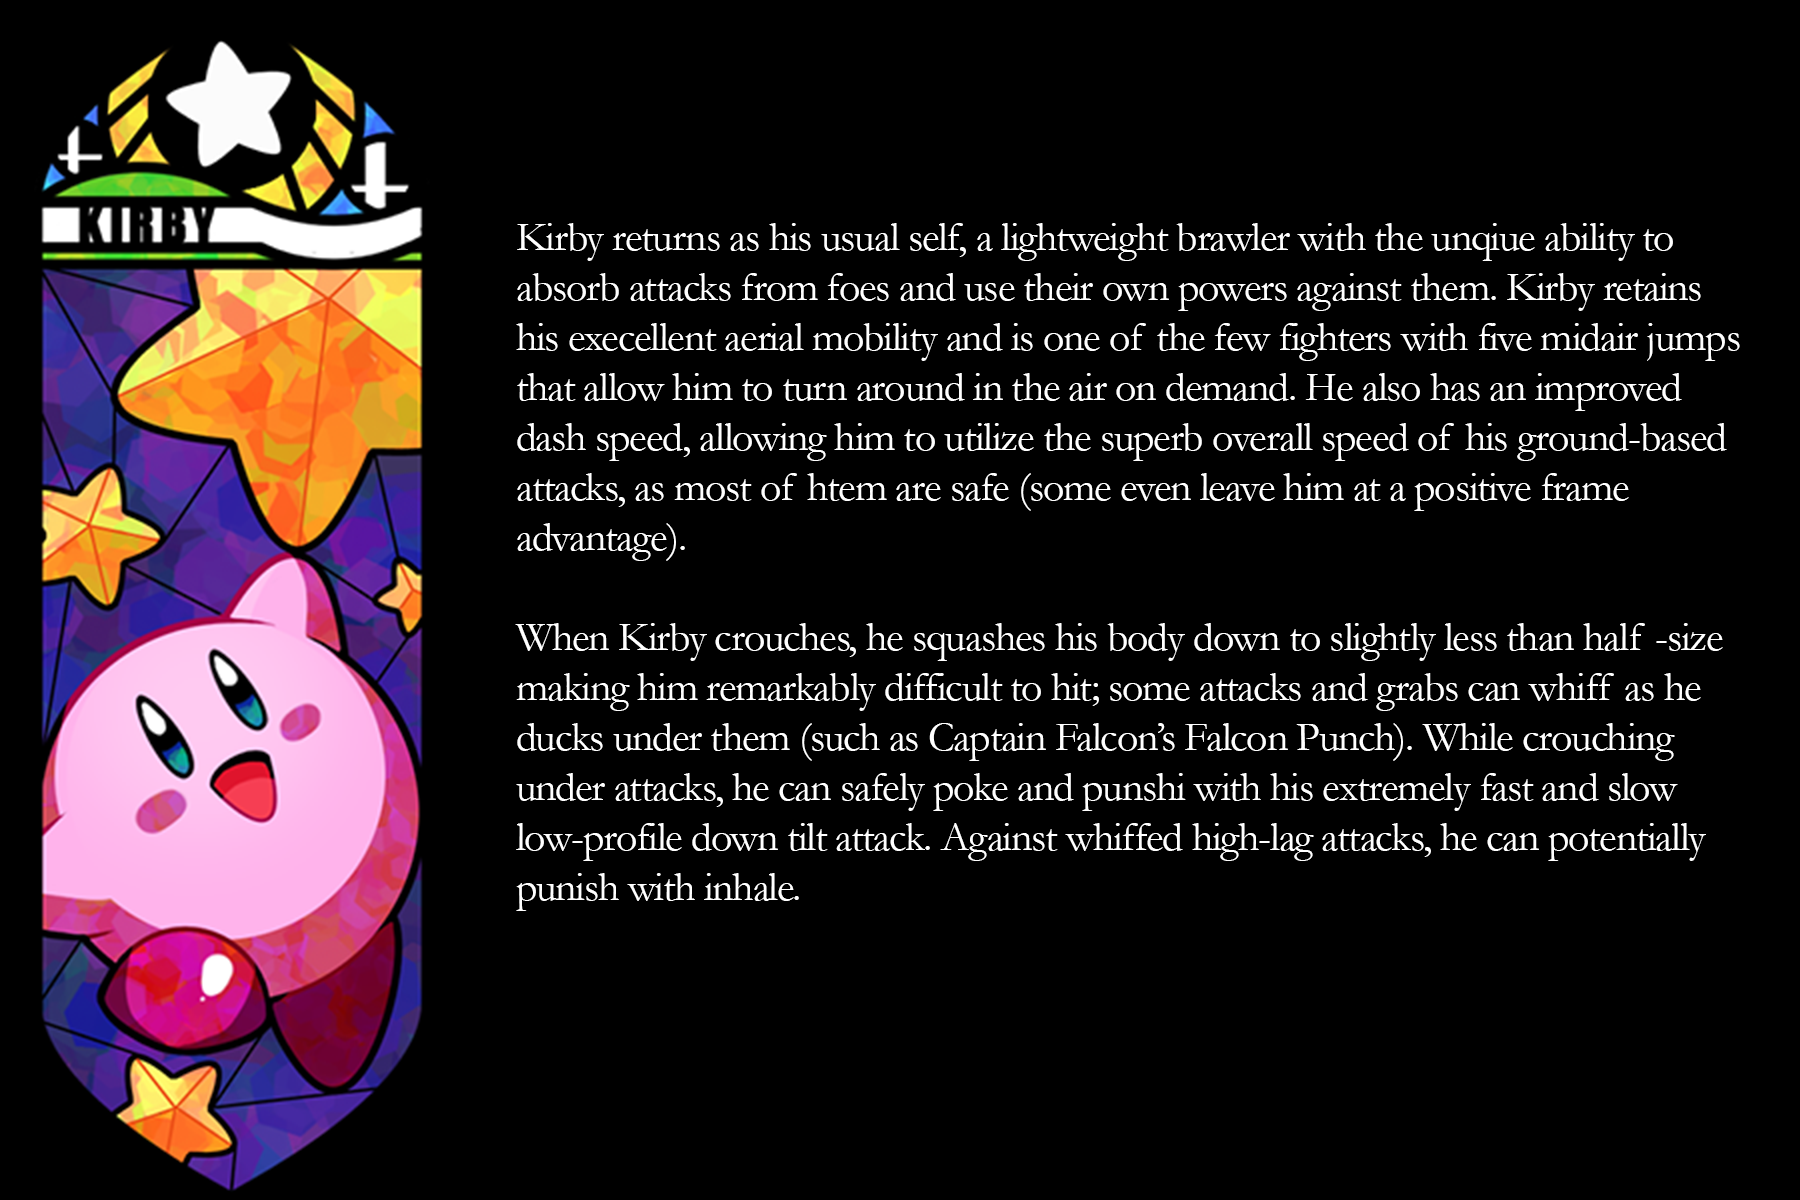 KIRBY
Kirby returns as his usual self, a lightweight brawler with the unqiue ability to
absorb attacks from foes and use their own powers against them. Kirby retains
his execellent aerial mobility and is one of the few fighters with five midair jumps
that allow him to turn around in the air on demand. He also has an improved
dash speed, allowing him to utilize the superb overall speed of his ground-based
attacks, as most of htem are safe (some even leave him at a positive frame
advantage).
When Kirby crouches, he squashes his body down to slightly less than half -size
making him remarkably difficult to hit; some attacks and grabs can whiff as he
ducks under them (such as Captain Falcon’s Falcon Punch). While crouching
under attacks, he can safely poke and punshi with his extremely fast and slow
low-profile down tilt attack. Against whiffed high-lag attacks, he can potentially
punish with inhale.